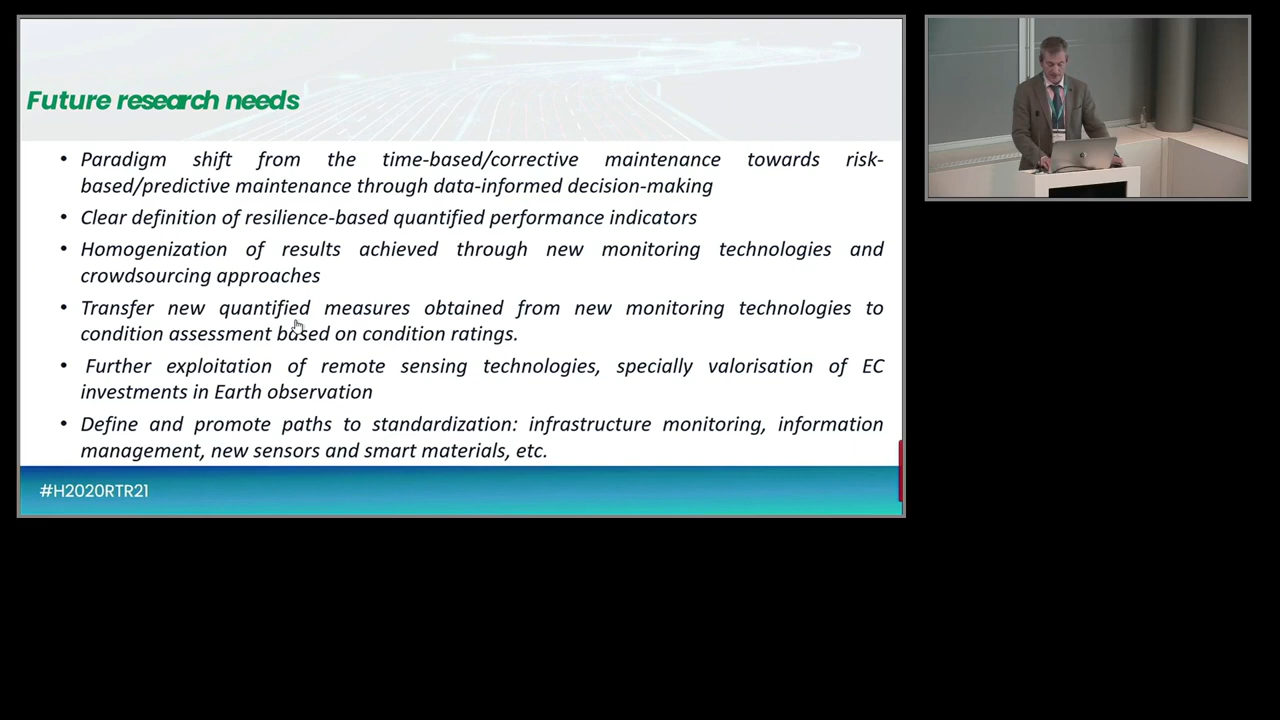 Future research needs
• Paradigm shift from the time-based/corrective maintenance towards risk-
based/predictive maintenance through data-informed decision-making
• Clear definition of resilience-based quantified performance indicators
• Homogenization of results achieved through new monitoring technologies and
crowdsourcing approaches
• Transfer new quantified measures obtained from new monitoring technologies to
condition assessment based on condition ratings.
• Further exploitation of remote sensing technologies, specially valorisation of EC
investments in Earth observation
• Define and promote paths to standardization: infrastructure monitoring, information
management, new sensors and smart materials, etc.
#H2020RTR21